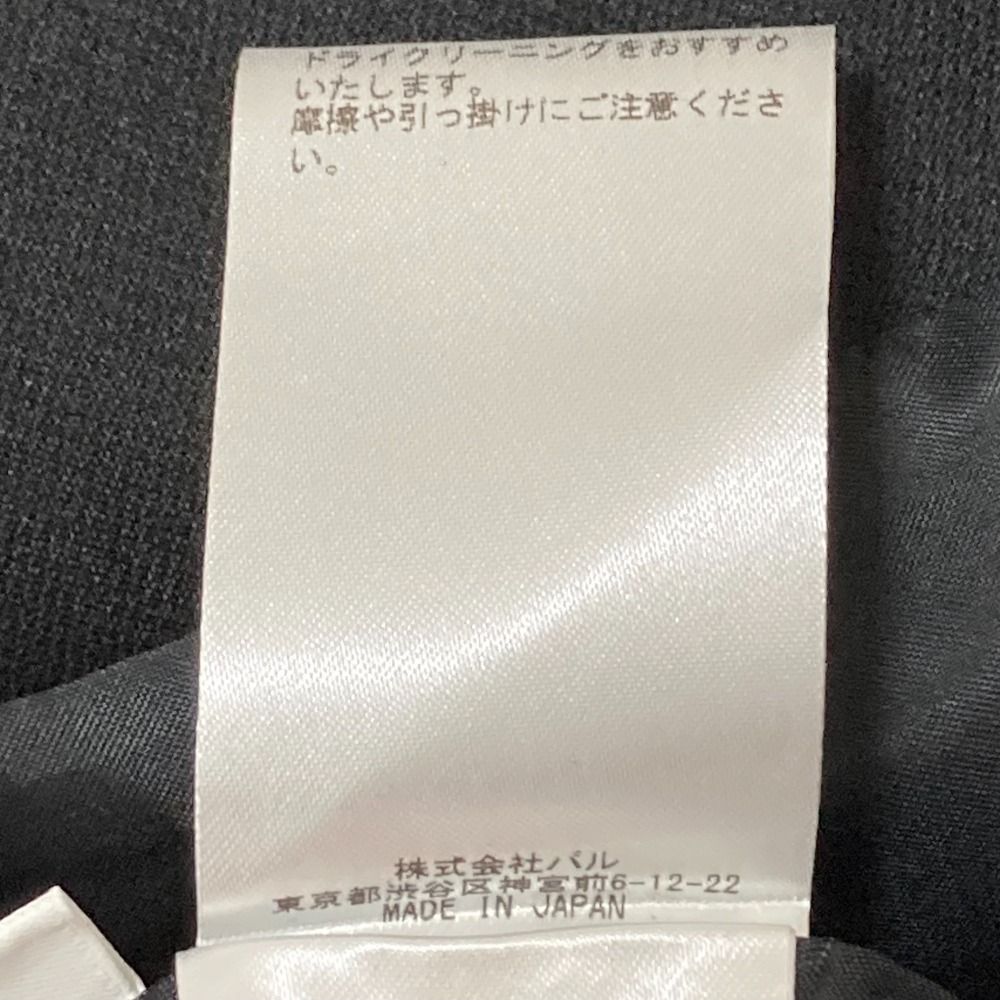 ドライクリーニングをおすすめ
いたします。
摩擦や引っ掛けにご注意くださ
い。
株式会社バル
東京都渋谷区神宮前6-12-22
MADE IN JAPAN